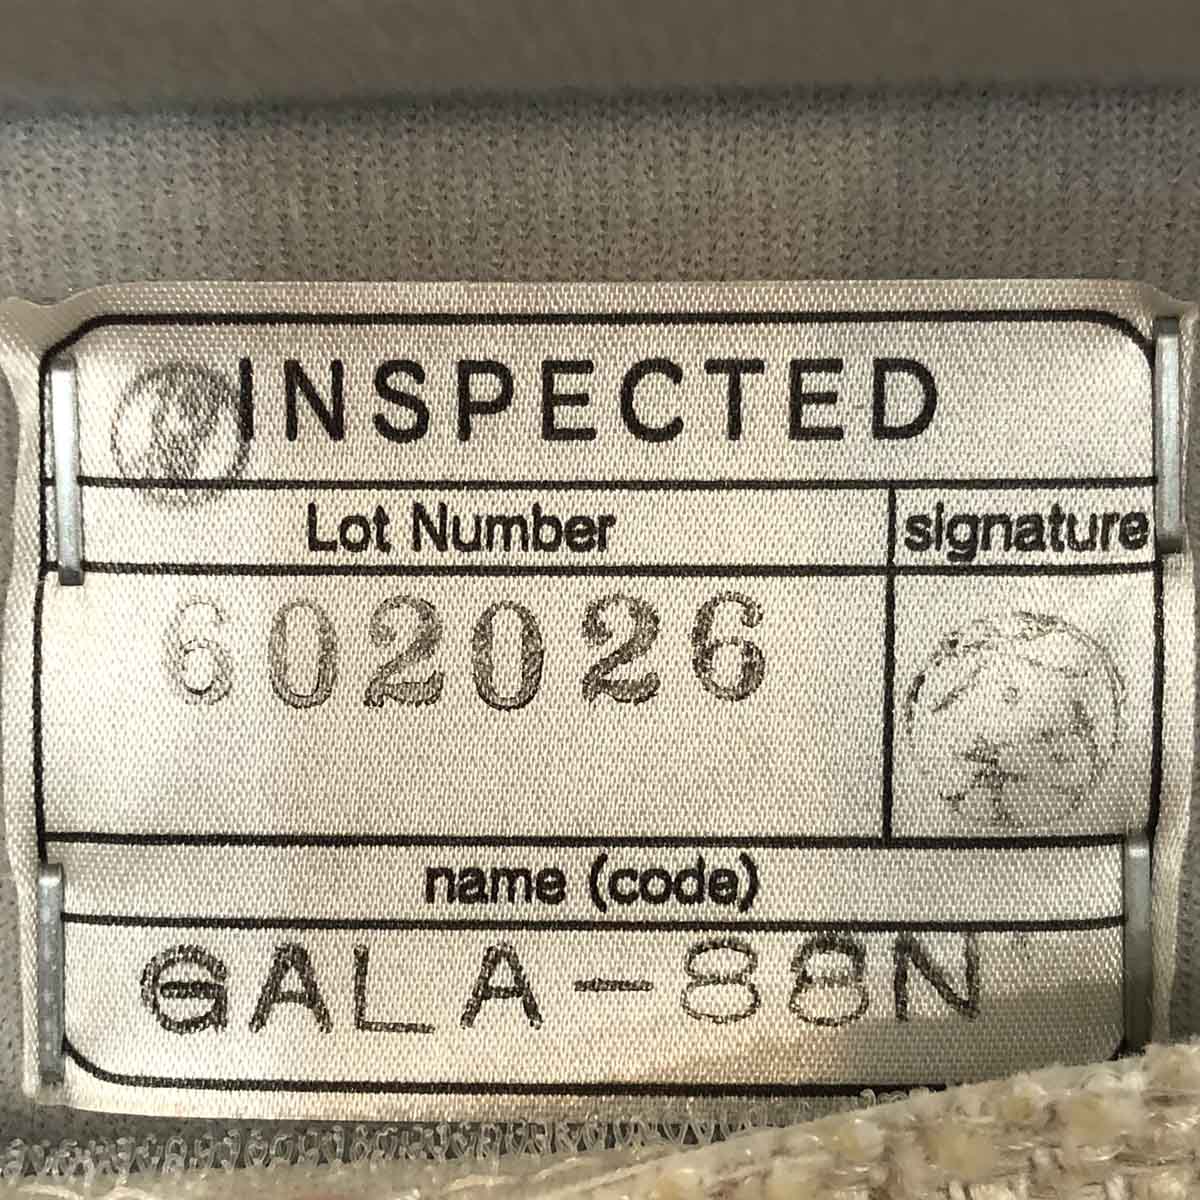 INSPECTED
Lot Number
signature
602026
name (code)
GALA-88N